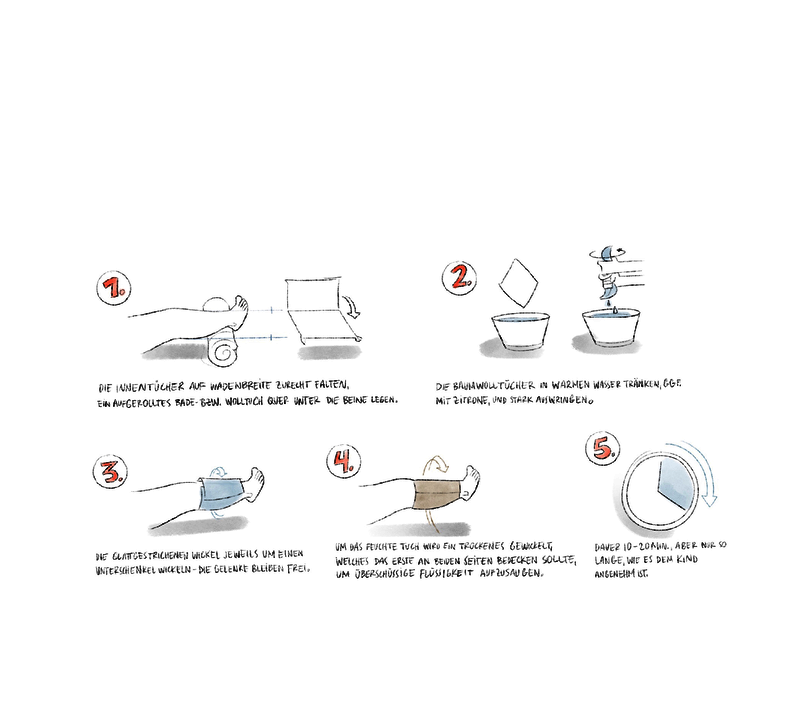 1.
DIE INNENTÜCHER AUF WADENBREITE ZURECHT FALTEN,
EIN AUFGEROLLTES BADE- BZW. WOLLTUCH QUER UNTER DIE BEINE LEGEN.
2.
DIE BAUMWOLLTÜCHER IN WARMEN WASSER TRÄNKEN, GGF.
MIT ZITRONE, UND STARK AUSWRINGEN.
3.
DIE GLATTGESTRICHENEN WICKEL JEWEILS UM EINEN
UNTERSCHENKEL WICKELN - DIE GELENKE BLEIBEN FREI.
4.
UM DAS FEUCHTE TUCH WIRD EIN TROCKENES GEWICKELT,
WELCHES DAS ERSTE AN BEIDEN SEITEN BEDECKEN SOLLTE,
UM ÜBERSCHÜSSIGE FLÜSSIGKEIT AUFZUSAUGEN.
5.
DAUER 10-20 MIN., ABER NUR SO
LANGE, WIE ES DEM KIND
ANGENEHM IST.